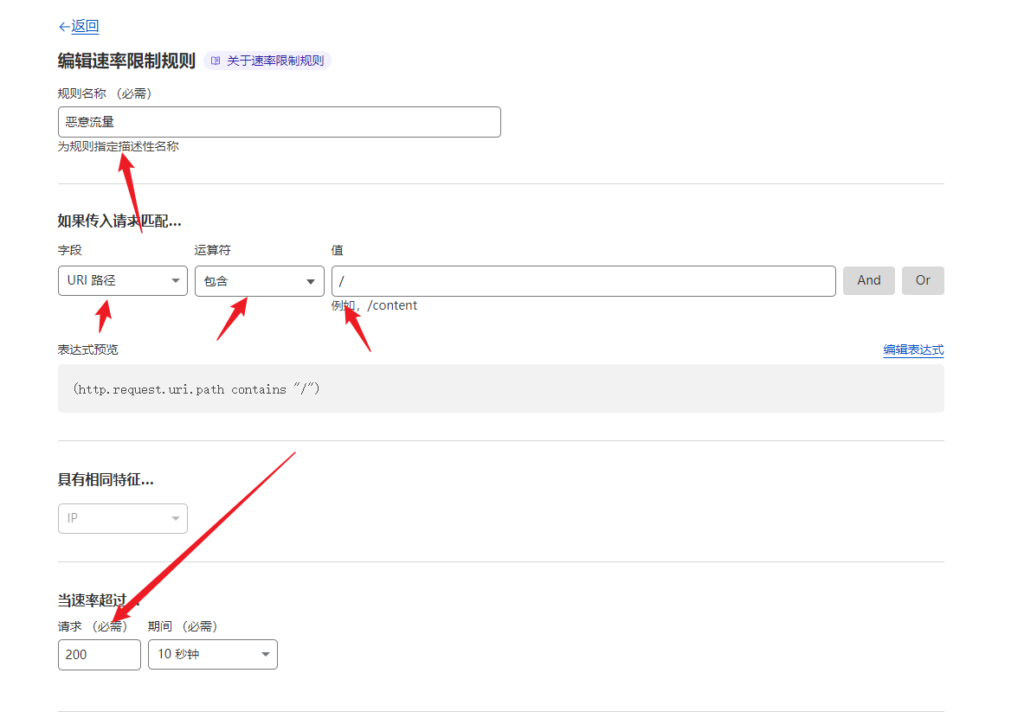 ←返回
编辑速率限制规则 关于速率限制规则
规则名称 （必需）
恶意流量
为规则指定描述性名称
如果传入请求匹配...
字段 运算符 值
URI 路径 包含 / And Or
例如，/content
表达式预览 编辑表达式
(http.request.uri.path contains "/")
具有相同特征...
IP
当速率超过...
请求 （必需） 期间 （必需）
200 10 秒钟